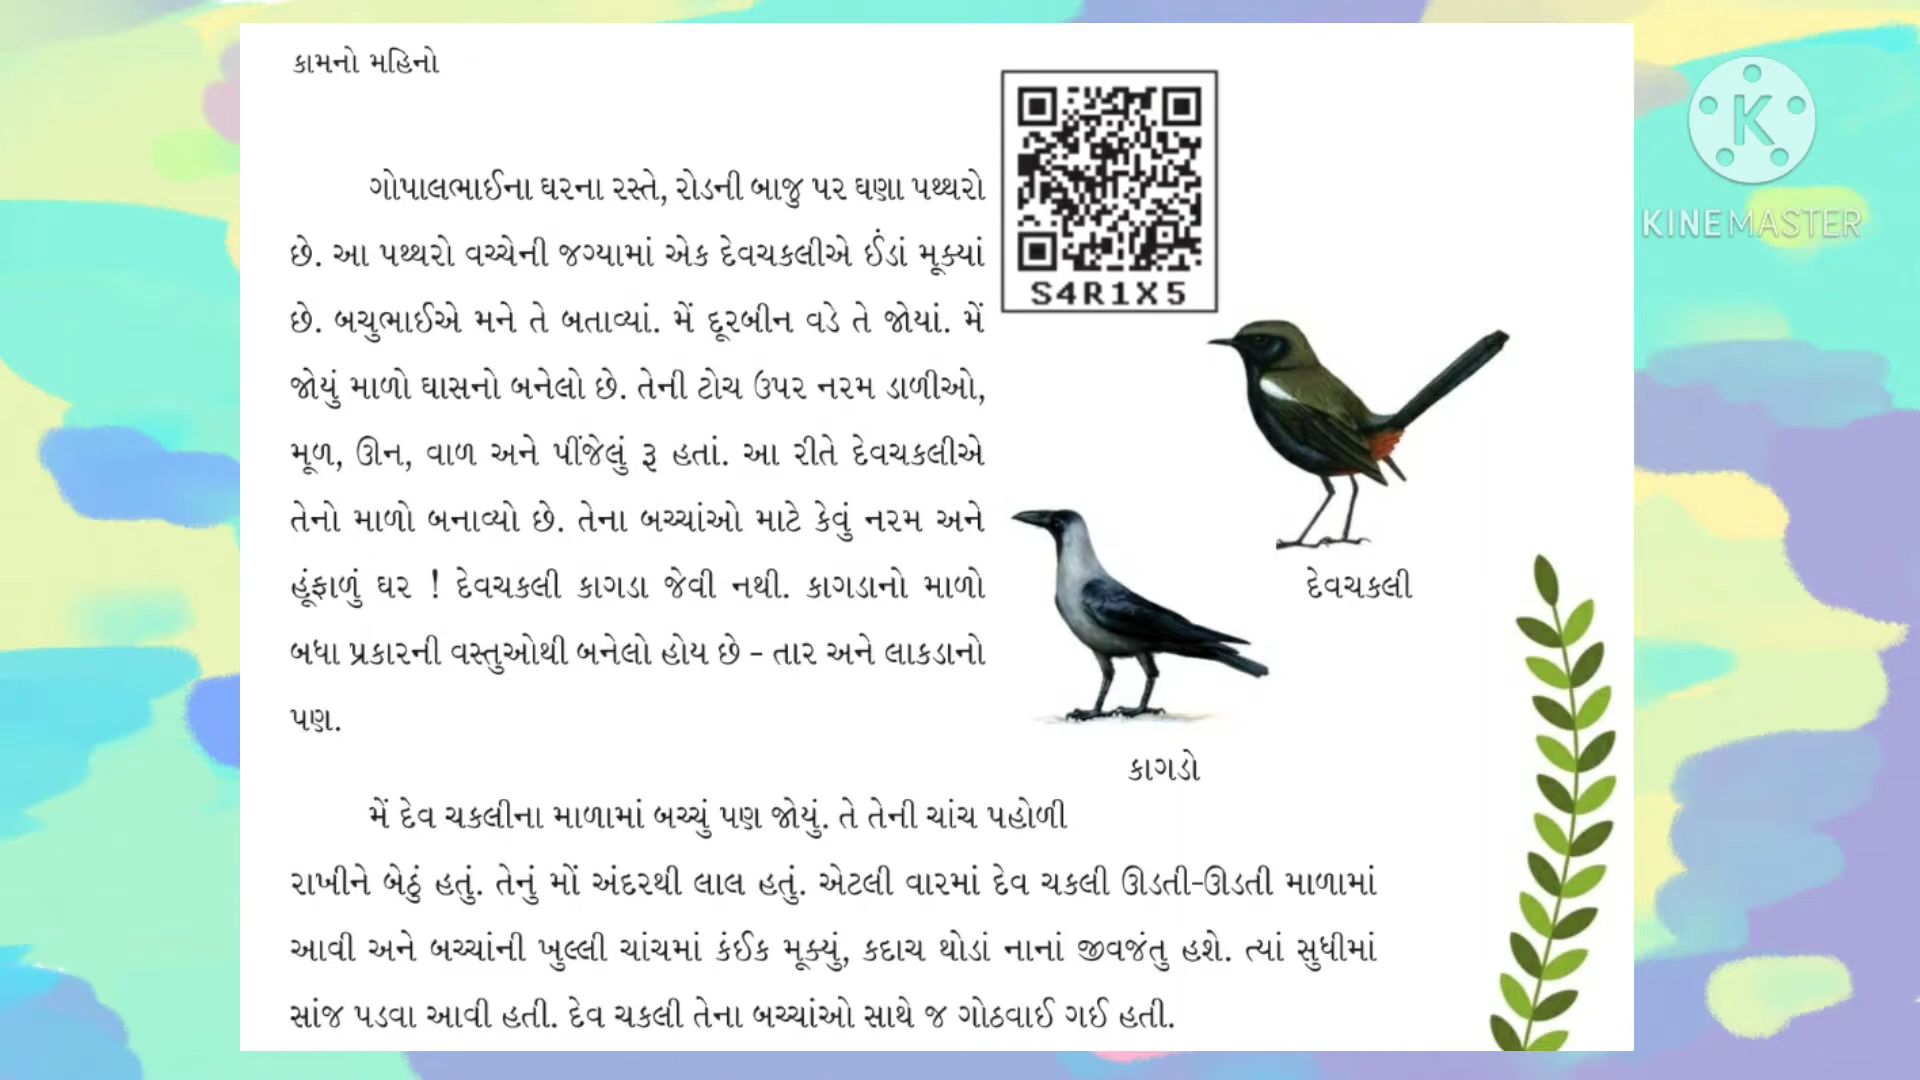 કામનો મહિનો
ગોપાલભાઈના ઘરના રસ્તે, રોડની બાજુ પર ઘણા પથ્થરો
છે. આ પથ્થરો વચ્ચેની જગ્યામાં એક દેવચકલીએ ઈંડાં મૂક્યાં
છે. બચુભાઈએ મને તે બતાવ્યાં. મેં દૂરબીન વડે તે જોયાં. મેં
જોયું માળો ઘાસનો બનેલો છે. તેની ટોચ ઉપર નરમ ડાળીઓ,
મૂળ, ઊન, વાળ અને પીંજેલું રૂ હતાં. આ રીતે દેવચકલીએ
તેનો માળો બનાવ્યો છે. તેના બચ્ચાંઓ માટે કેવું નરમ અને
હૂંફાળું ઘર ! દેવચકલી કાગડા જેવી નથી. કાગડાનો માળો
બધા પ્રકારની વસ્તુઓથી બનેલો હોય છે - તાર અને લાકડાનો
પણ.
S4R1X5
દેવચકલી
કાગડો
મેં દેવ ચકલીના માળામાં બચ્ચું પણ જોયું. તે તેની ચાંચ પહોળી
રાખીને બેઠું હતું. તેનું મોં અંદરથી લાલ હતું. એટલી વારમાં દેવ ચકલી ઊડતી-ઊડતી માળામાં
આવી અને બચ્ચાંની ખુલ્લી ચાંચમાં કંઈક મૂક્યું, કદાચ થોડાં નાનાં જીવજંતુ હશે. ત્યાં સુધીમાં
સાંજ પડવા આવી હતી. દેવ ચકલી તેના બચ્ચાંઓ સાથે જ ગોઠવાઈ ગઈ હતી.
K
KINEMASTER